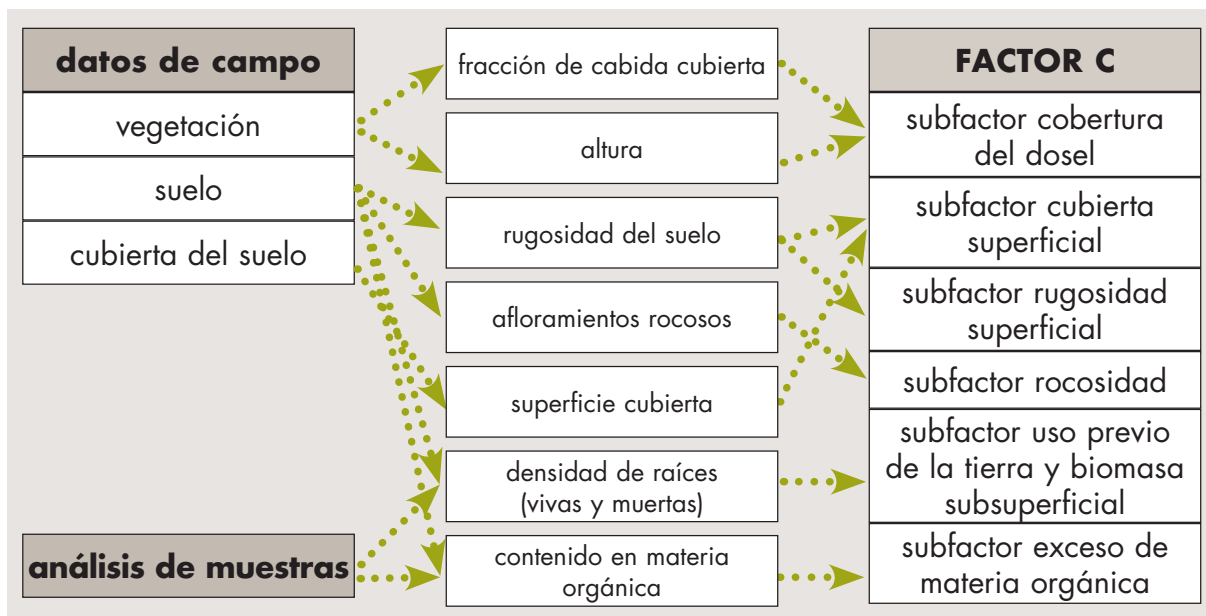 datos de campo
vegetación
suelo
cubierta del suelo
análisis de muestras
fracción de cabida cubierta
altura
rugosidad del suelo
afloramientos rocosos
superficie cubierta
densidad de raíces
(vivas y muertas)
contenido en materia
orgánica
FACTOR C
subfactor cobertura
del dosel
subfactor cubierta
superficial
subfactor rugosidad
superficial
subfactor rocosidad
subfactor uso previo
de la tierra y biomasa
subsuperficial
subfactor exceso de
materia orgánica